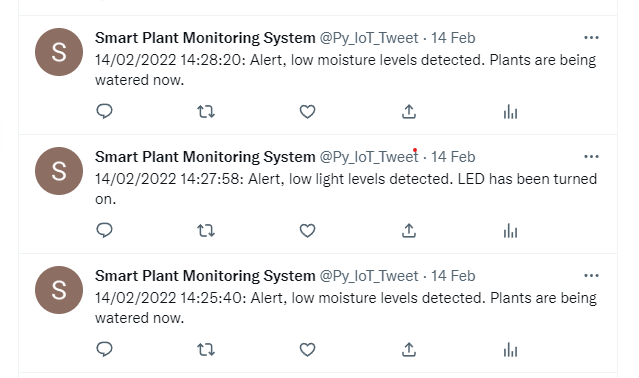 S
Smart Plant Monitoring System @Py_IoT_Tweet · 14 Feb
14/02/2022 14:28:20: Alert, low moisture levels detected. Plants are being
watered now.
S
Smart Plant Monitoring System @Py_IoT_Tweet · 14 Feb
14/02/2022 14:27:58: Alert, low light levels detected. LED has been turned
on.
S
Smart Plant Monitoring System @Py_IoT_Tweet · 14 Feb
14/02/2022 14:25:40: Alert, low moisture levels detected. Plants are being
watered now.